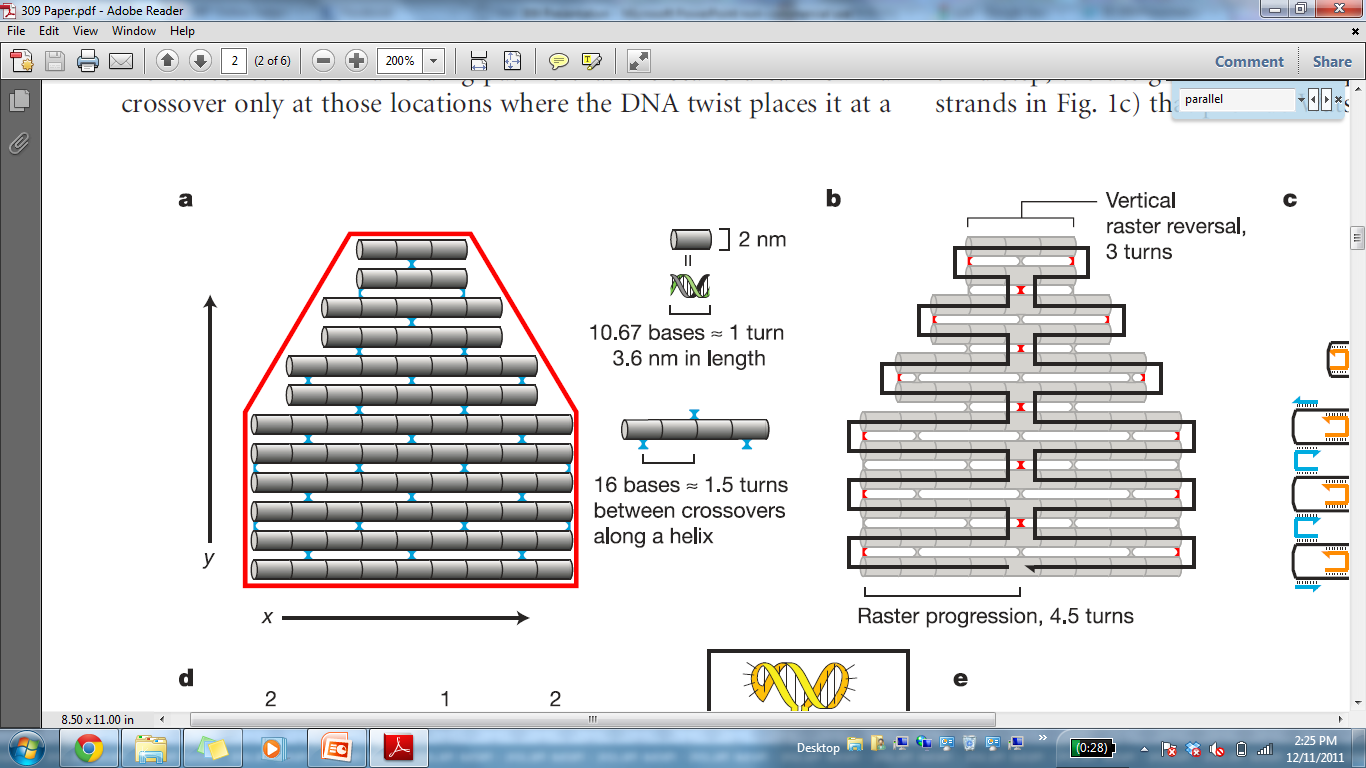 309 Paper.pdf - Adobe Reader
File Edit View Window Help
2 (2 of 6) 200% Comment Share
parallel
crossover only at those locations where the DNA twist places it at a
strands in Fig. 1c)
a
2 nm
10.67 bases ≈ 1 turn
3.6 nm in length
16 bases ≈ 1.5 turns
between crossovers
along a helix
y
x
b
Vertical
raster reversal,
3 turns
Raster progression, 4.5 turns
c
d
2 1 2
e
8.50 x 11.00 in
Desktop
(0:28)
2:25 PM
12/11/2011